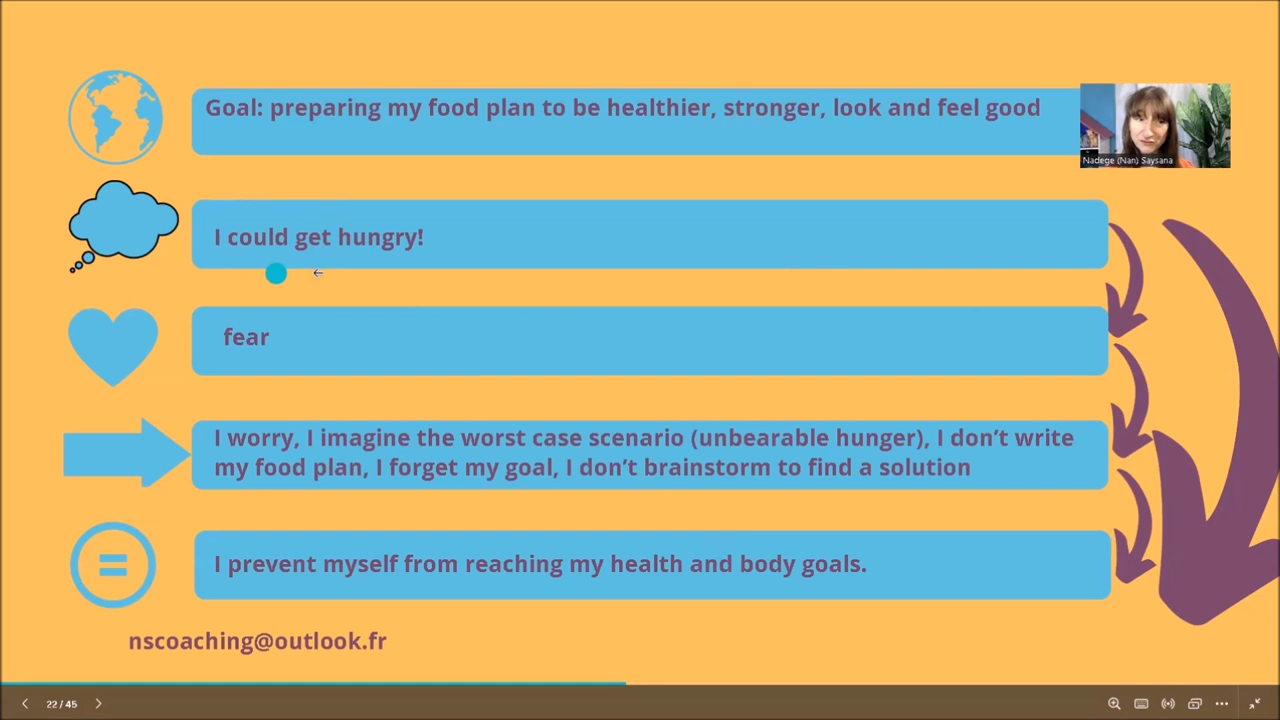 Goal: preparing my food plan to be healthier, stronger, look and feel good
Nadege (Nan) Saysana
I could get hungry!
fear
I worry, I imagine the worst case scenario (unbearable hunger), I don’t write
my food plan, I forget my goal, I don’t brainstorm to find a solution
=
I prevent myself from reaching my health and body goals.
nscoaching@outlook.fr
22 / 45